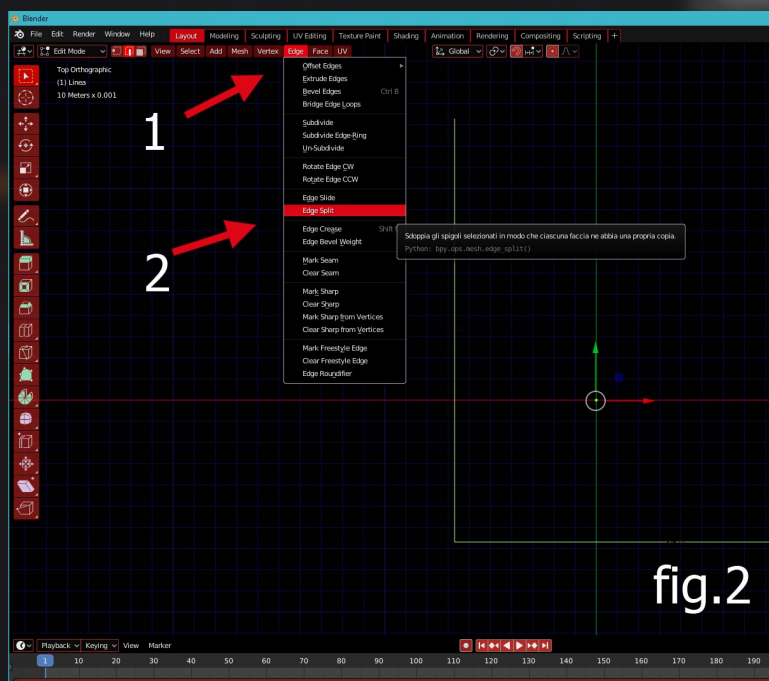 Blender
File Edit Render Window Help Layout Modeling Sculpting UV Editing Texture Paint Shading Animation Rendering Compositing Scripting +
Edit Mode View Select Add Mesh Vertex Edge Face UV Global
Top Orthographic
(1) Linea
10 Meters x 0.001
1
2
Offset Edges
Extrude Edges
Bevel Edges Ctrl B
Bridge Edge Loops
Subdivide
Subdivide Edge-Ring
Un-Subdivide
Rotate Edge CW
Rotate Edge CCW
Edge Slide
Edge Split
Edge Crease Shift
Edge Bevel Weight
Mark Seam
Clear Seam
Mark Sharp
Clear Sharp
Mark Sharp from Vertices
Clear Sharp from Vertices
Mark Freestyle Edge
Clear Freestyle Edge
Edge Roundifier
Sdoppia gli spigoli selezionati in modo che ciascuna faccia ne abbia una propria copia.
Python: bpy.ops.mesh.edge_split()
fig.2
Playback Keying View Marker
1 10 20 30 40 50 60 70 80 90 100 110 120 130 140 150 160 170 180 190